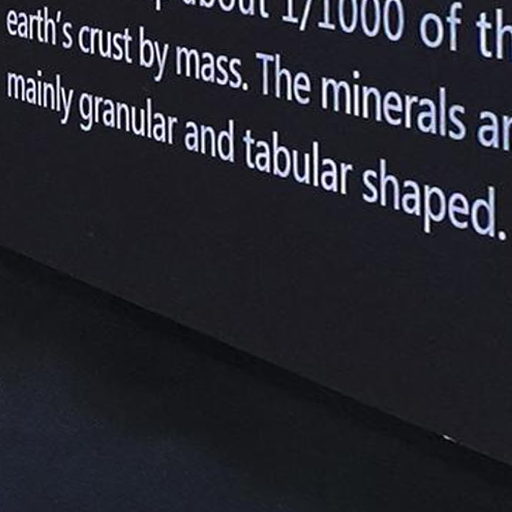 about 1/1000 of th
earth's crust by mass. The minerals ar
mainly granular and tabular shaped.